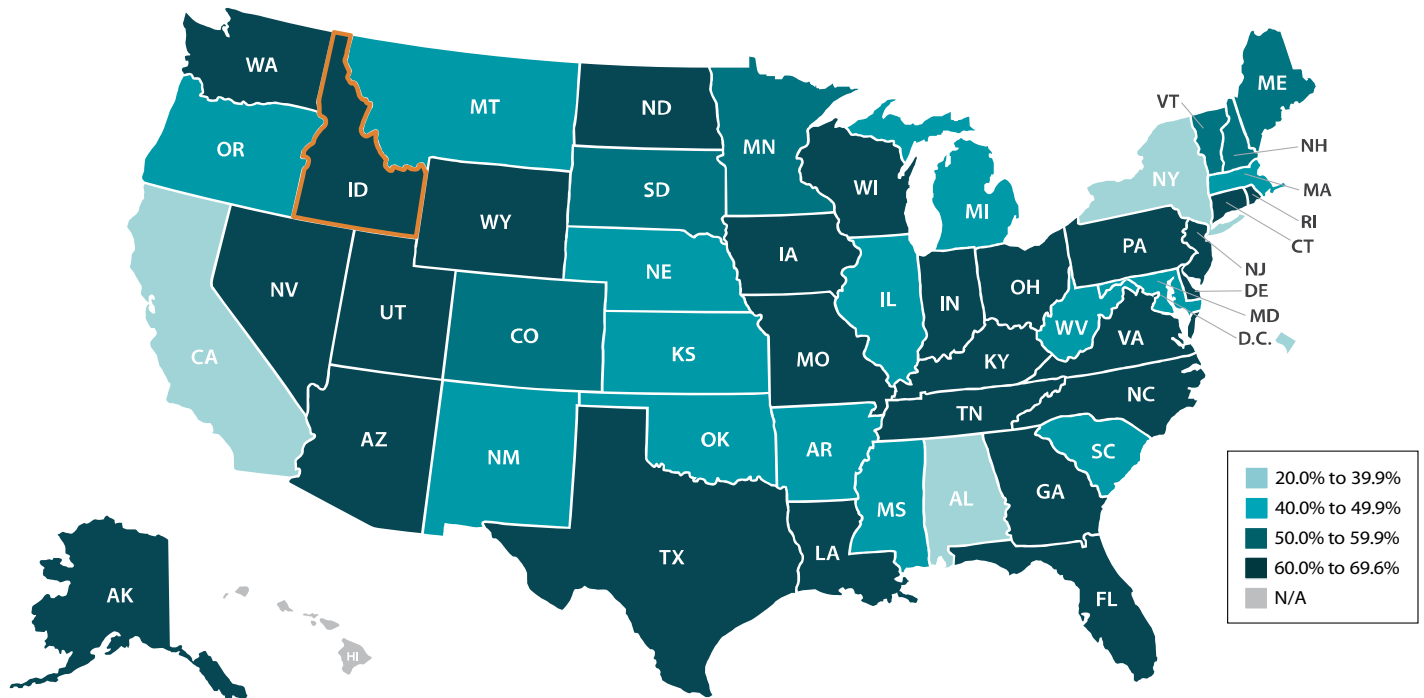 WA
MT
ND
OR
ID
MN
SD
WI
WY
MI
ME
VT
NH
NY
MA
RI
CT
PA
NJ
DE
MD
D.C.
IA
NE
NV
UT
CO
IL
IN
OH
WV
VA
KS
MO
KY
CA
AZ
NM
OK
AR
TN
NC
SC
MS
AL
GA
TX
LA
FL
AK
HI
20.0% to 39.9%
40.0% to 49.9%
50.0% to 59.9%
60.0% to 69.6%
N/A